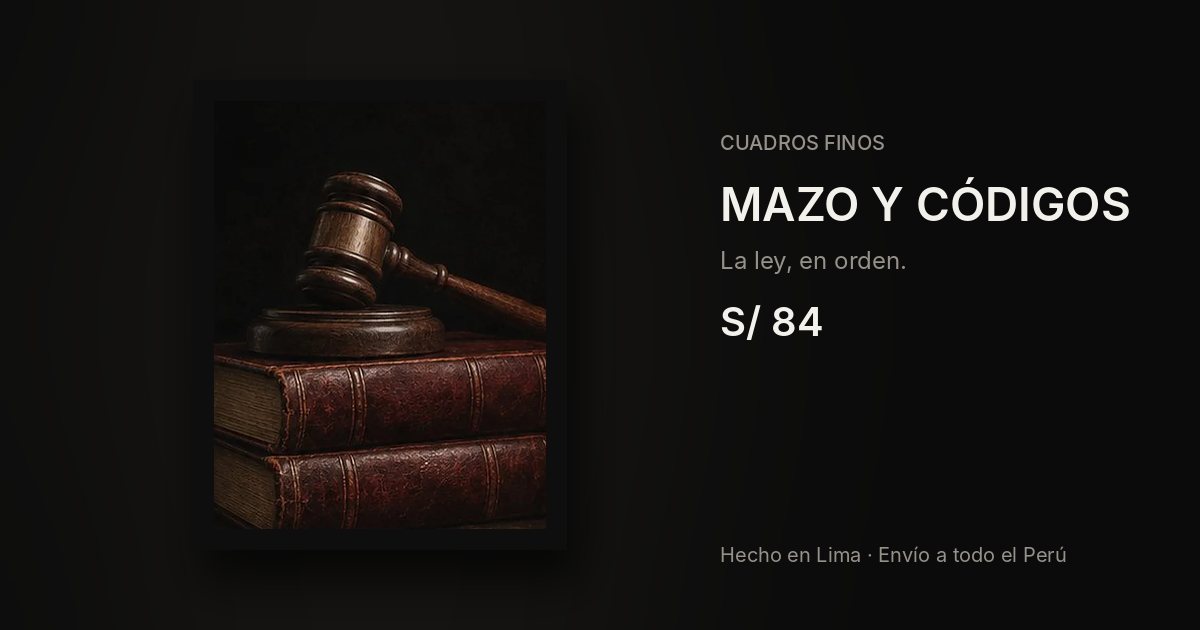 CUADROS FINOS
MAZO Y CÓDIGOS
La ley, en orden.
S/ 84
Hecho en Lima · Envío a todo el Perú